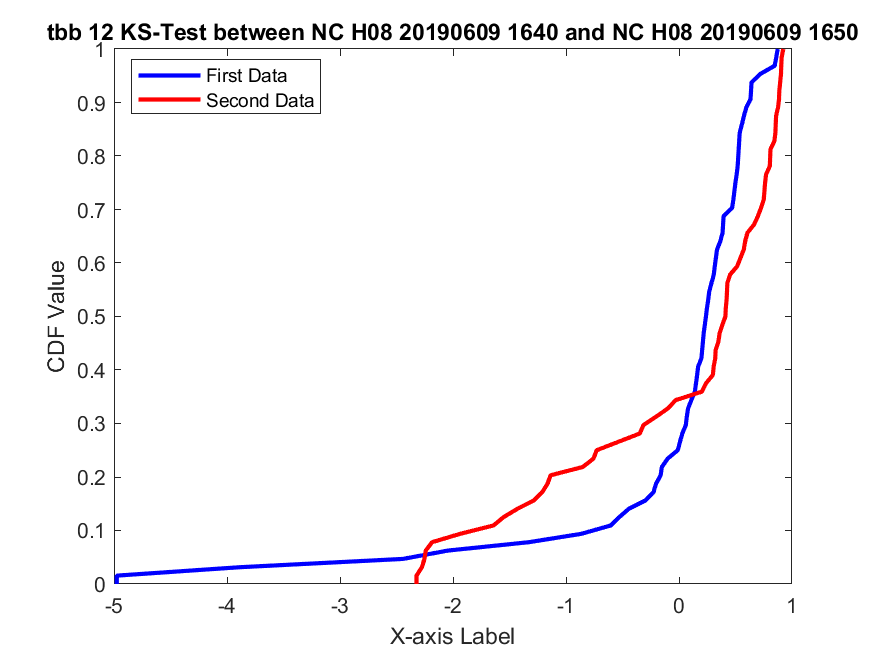 tbb 12 KS-Test between NC H08 20190609 1640 and NC H08 20190609 1650
First Data
Second Data
1
0.9
0.8
0.7
0.6
0.5
0.4
0.3
0.2
0.1
0
CDF Value
-5 -4 -3 -2 -1 0 1
X-axis Label